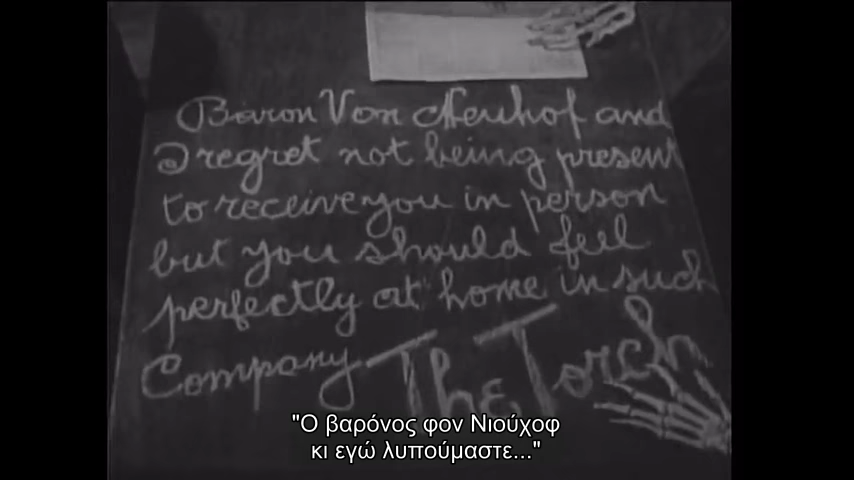 Baron Von Neuhof and
I regret not being present
to receive you in person
but you should feel
perfectly at home in such
Company — The Torch
"Ο βαρόνος φον Νιούχοφ
κι εγώ λυπούμαστε..."